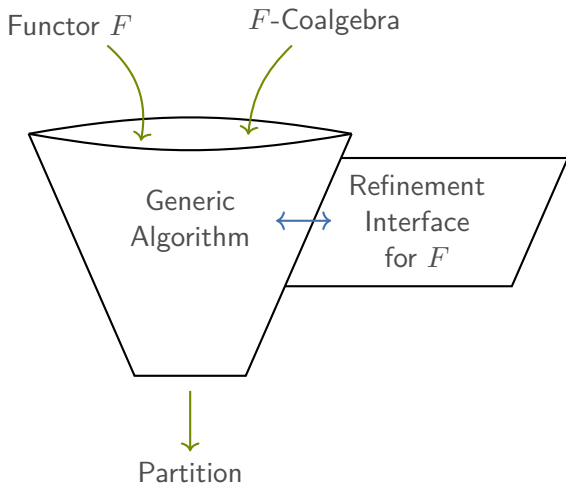 Functor F
F-Coalgebra
Generic
Algorithm
Refinement
Interface
for F
Partition